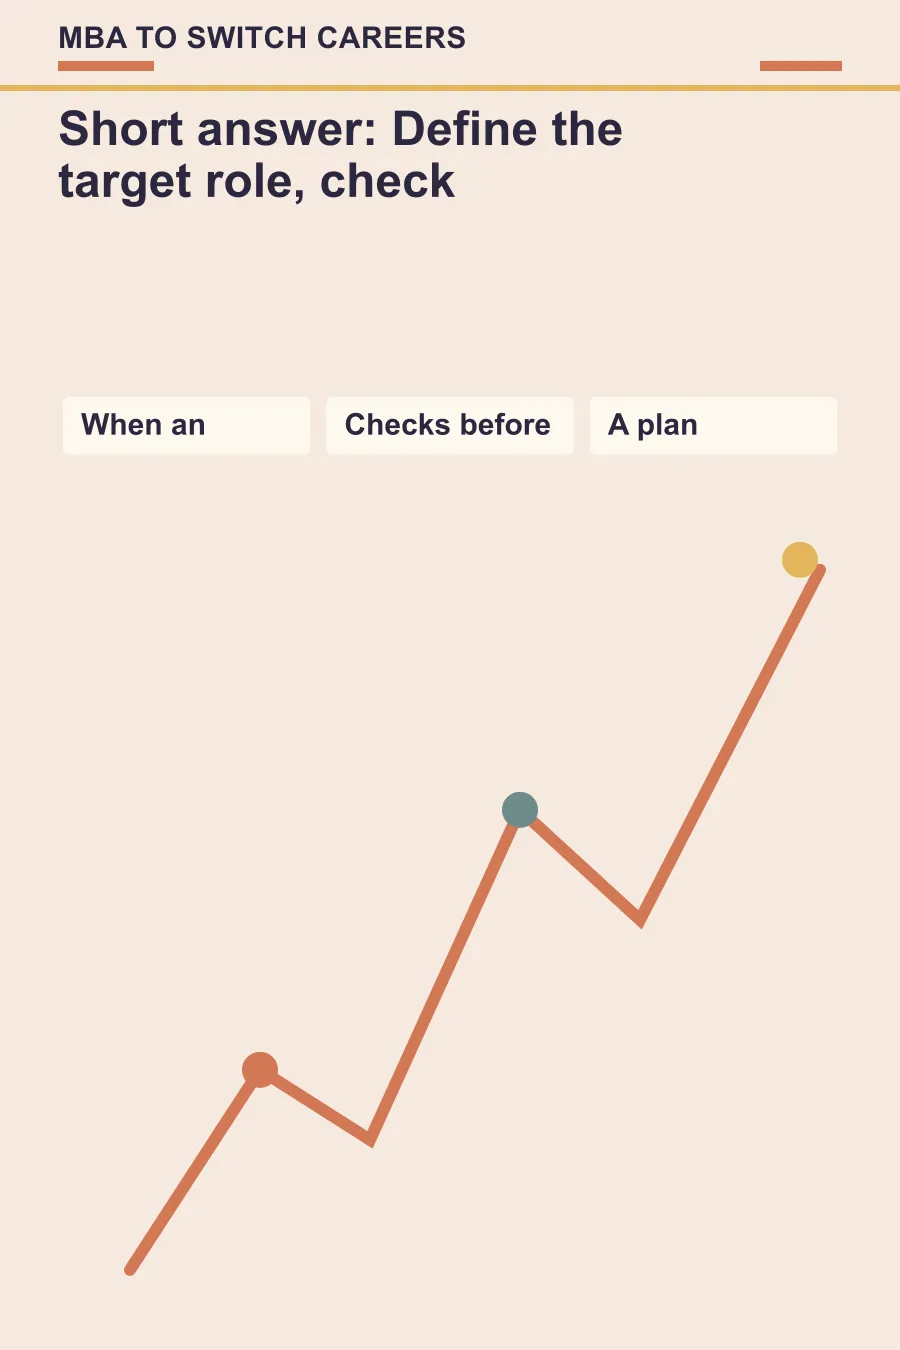 MBA TO SWITCH CAREERS
Short answer: Define the
target role, check
When an
Checks before
A plan